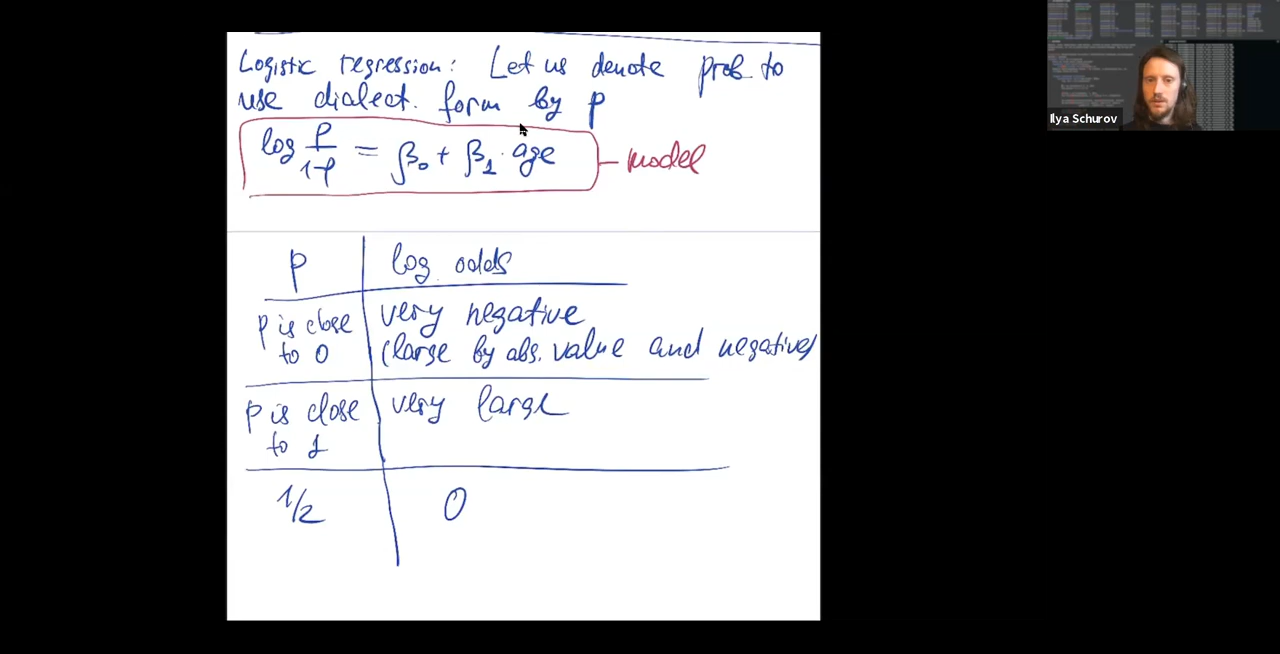 Logistic regression: Let us denote prob. to
use dialect. form by p
log p/1-p = β₀ + β₁ · age – model
p | log odds
p is close to 0 | very negative (large by abs. value and negative)
p is close to 1 | very large
1/2 | 0
Ilya Schurov